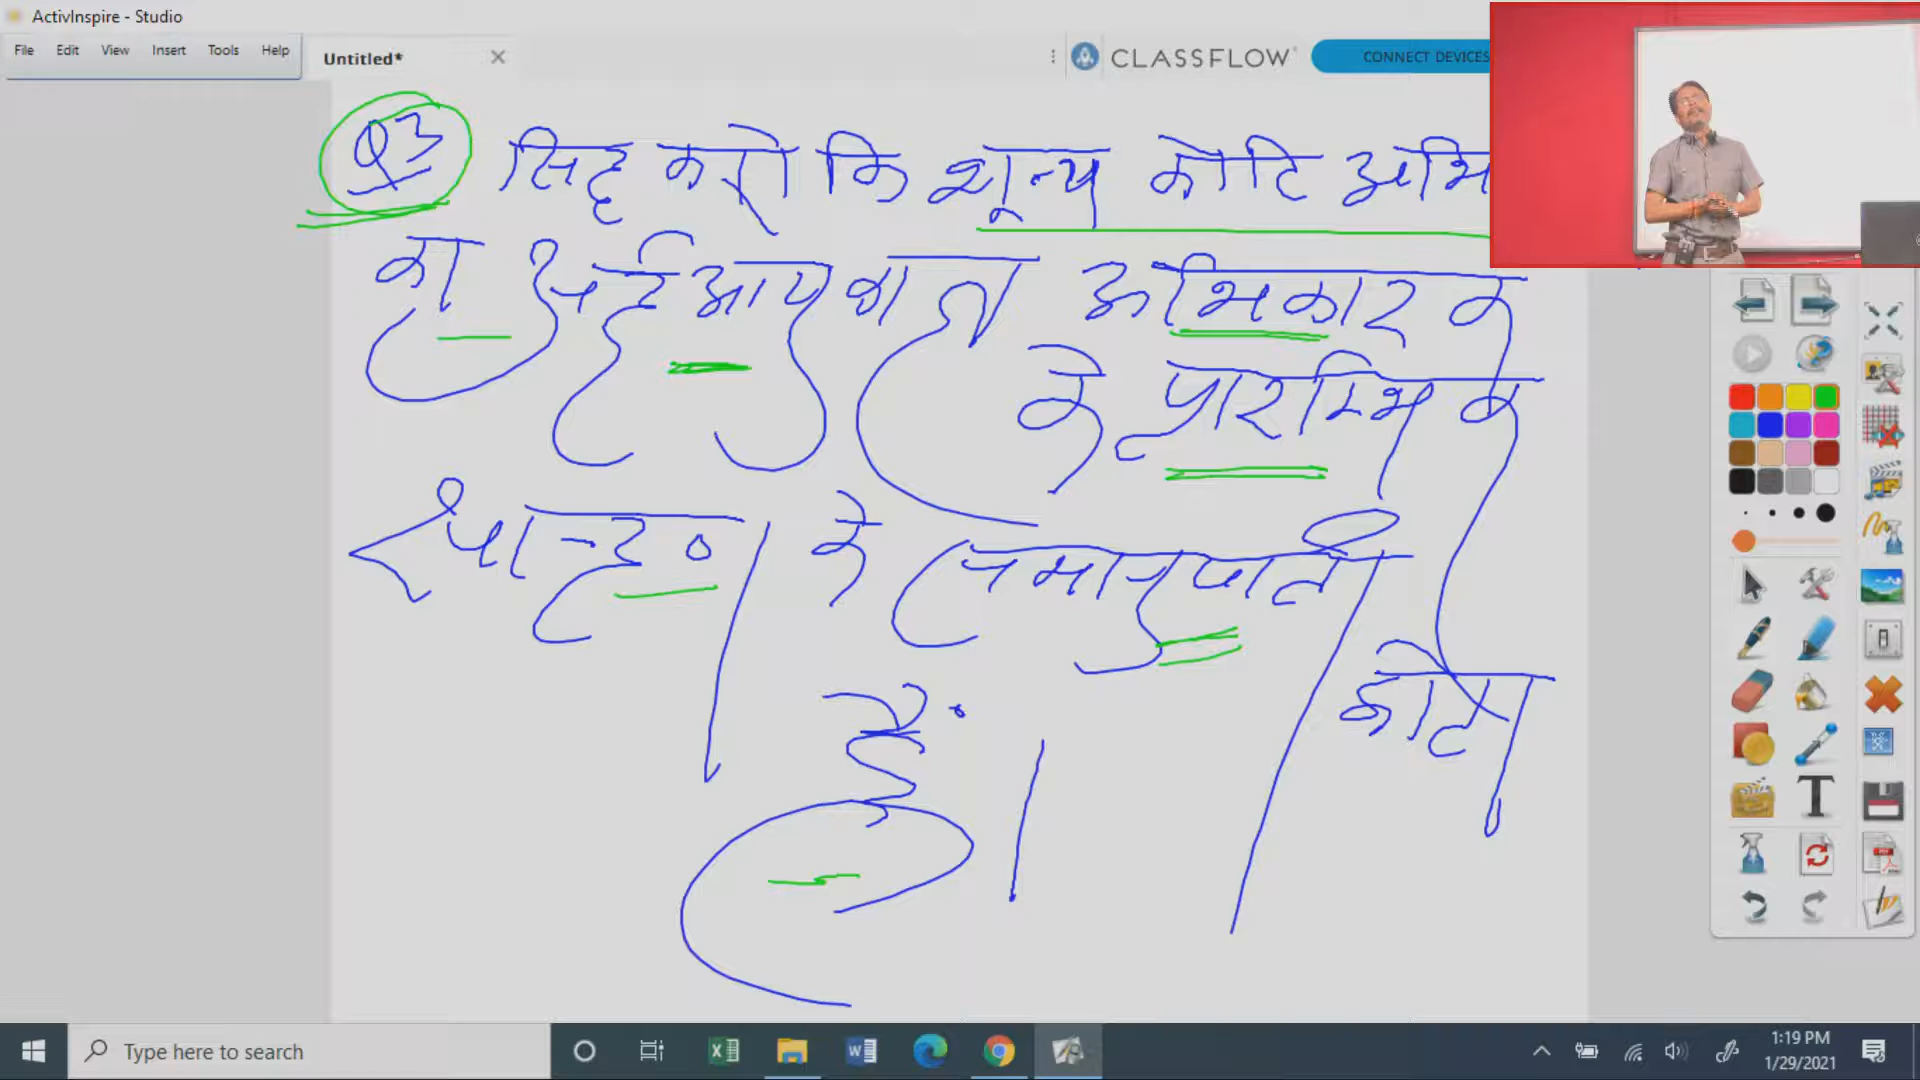 ActivInspire - Studio
File Edit View Insert Tools Help
Untitled*
CLASSFLOW
CONNECT DEVICES
Q3 सिद्ध करो कि शून्य कोटि अभि
का अर्द्धआयुकाल अभिकारक
के प्रारम्भिक
सान्द्रण के समानुपाती
कोटी
है।
Type here to search
1:19 PM
1/29/2021